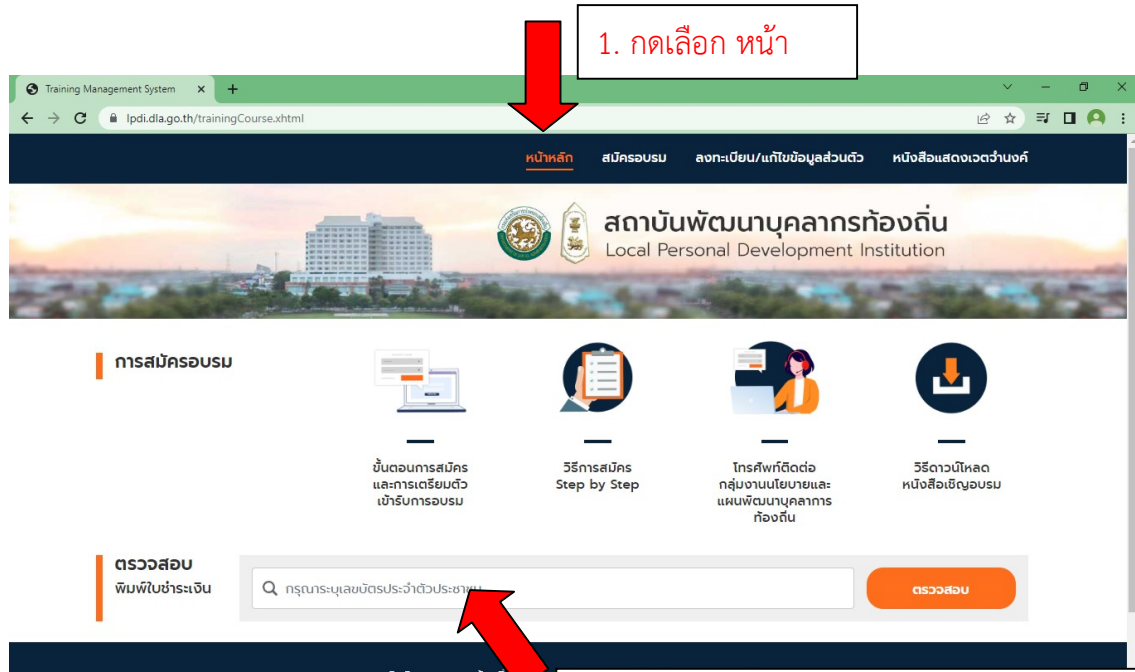 1. กดเลือก หน้า
Training Management System
lpdi.dla.go.th/trainingCourse.xhtml
หน้าหลัก สมัครอบรม ลงทะเบียน/แก้ไขข้อมูลส่วนตัว หนังสือแสดงเจตจำนงค์
สถาบันพัฒนาบุคลากรท้องถิ่น
Local Personal Development Institution
การสมัครอบรม
ขั้นตอนการสมัคร
และการเตรียมตัว
เข้ารับการอบรม
วิธีการสมัคร
Step by Step
โทรศัพท์ติดต่อ
กลุ่มงานนโยบายและ
แผนพัฒนาบุคลาการ
ท้องถิ่น
วิธีดาวน์โหลด
หนังสือเชิญอบรม
ตรวจสอบ
พิมพ์ใบชำระเงิน
กรุณาระบุเลขบัตรประจำตัวประชาชน
ตรวจสอบ